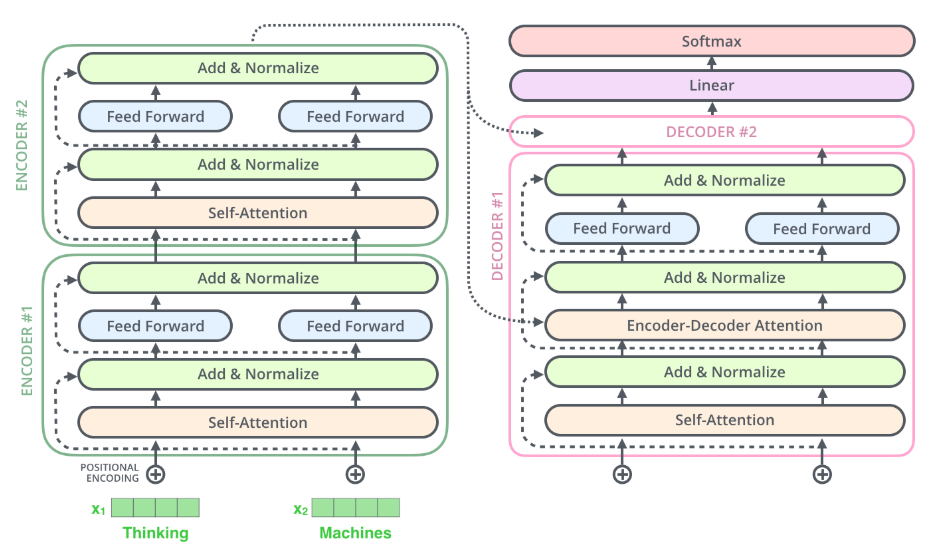 ENCODER #2
Add & Normalize
Feed Forward
Feed Forward
Add & Normalize
Self-Attention
ENCODER #1
Add & Normalize
Feed Forward
Feed Forward
Add & Normalize
Self-Attention
POSITIONAL
ENCODING
x₁
x₂
Thinking
Machines
Softmax
Linear
DECODER #2
DECODER #1
Add & Normalize
Feed Forward
Feed Forward
Add & Normalize
Encoder-Decoder Attention
Add & Normalize
Self-Attention